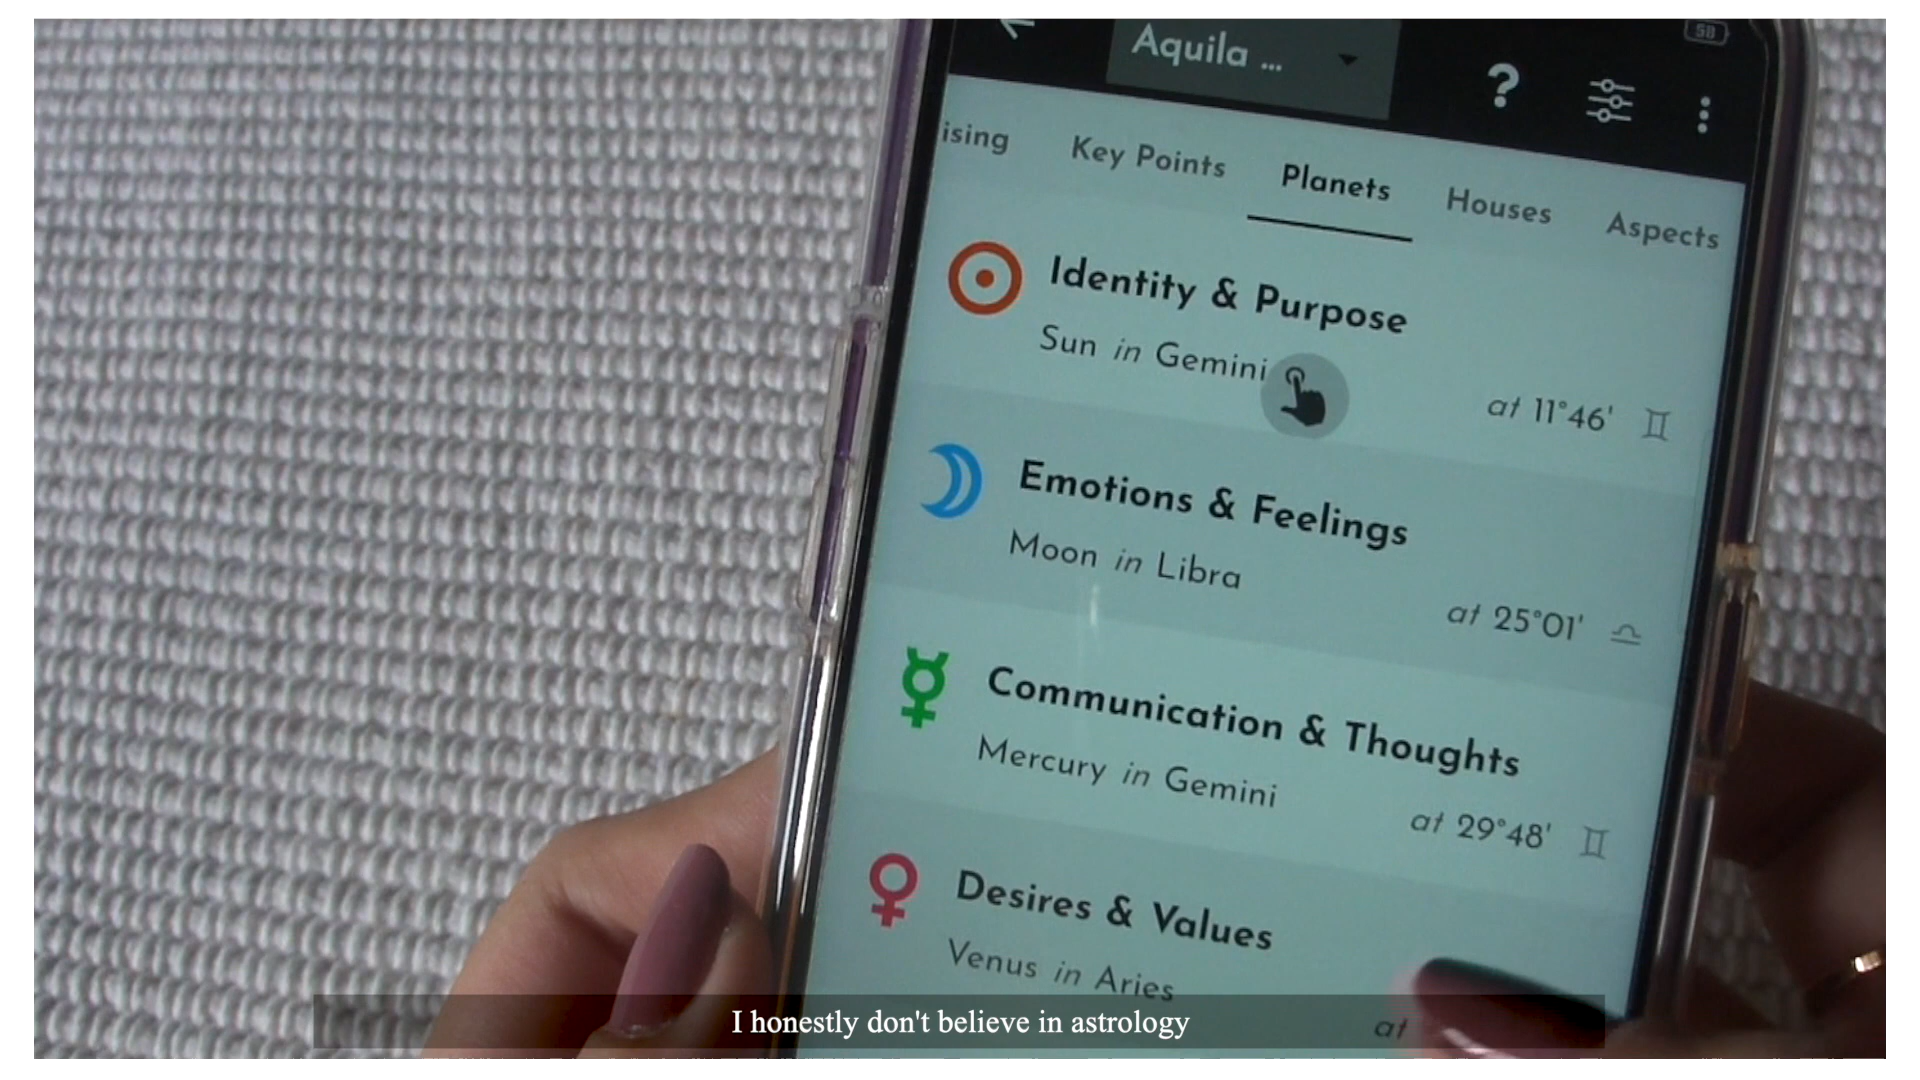 58
Aquila ...
?
ising Key Points Planets Houses Aspects
Identity & Purpose
Sun in Gemini
at 11°46' ♊
Emotions & Feelings
Moon in Libra
at 25°01' ♎
Communication & Thoughts
Mercury in Gemini
at 29°48' ♊
Desires & Values
Venus in Aries
at
I honestly don't believe in astrology